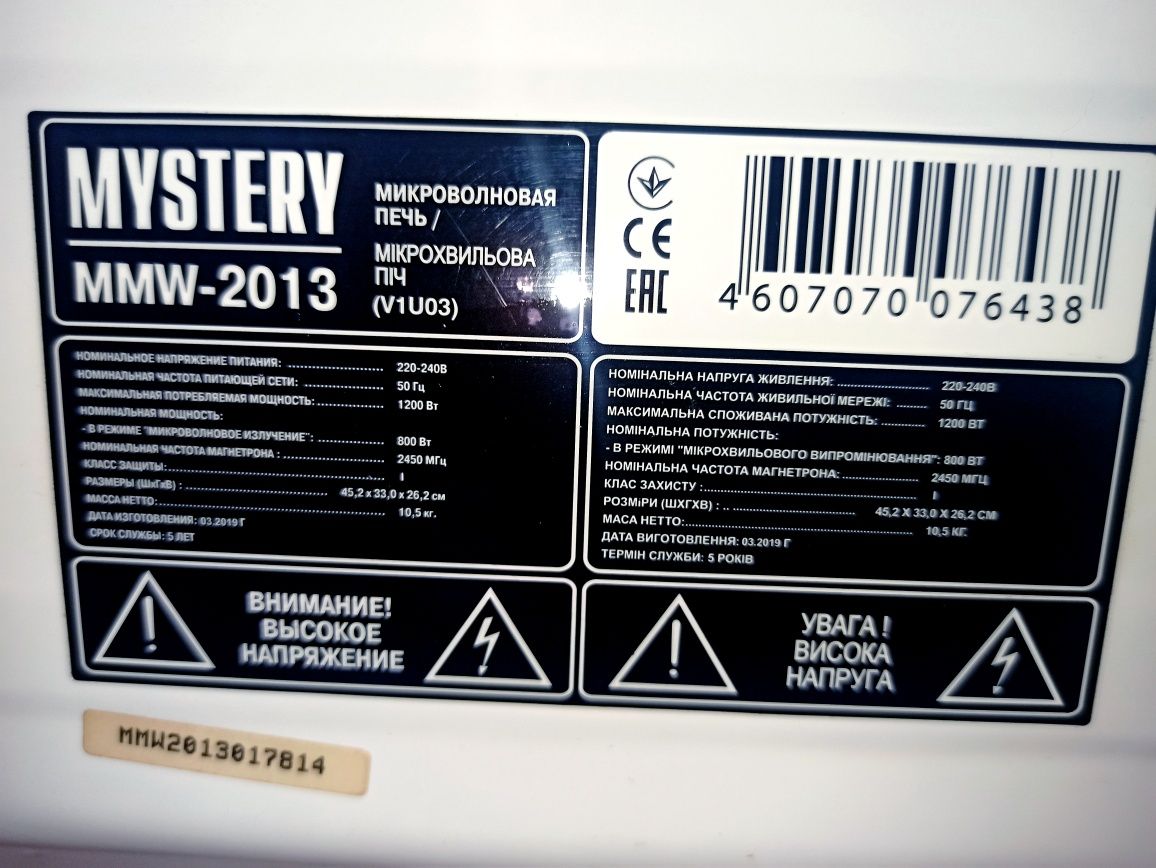 MYSTERY
MMW-2013
МИКРОВОЛНОВАЯ
ПЕЧЬ /
МІКРОХВИЛЬОВА
ПІЧ
(V1U03)
CE
EAC
4 607070 076438
НОМИНАЛЬНОЕ НАПРЯЖЕНИЕ ПИТАНИЯ: 220-240В
НОМИНАЛЬНАЯ ЧАСТОТА ПИТАЮЩЕЙ СЕТИ: 50 Гц
МАКСИМАЛЬНАЯ ПОТРЕБЛЯЕМАЯ МОЩНОСТЬ: 1200 Вт
НОМИНАЛЬНАЯ МОЩНОСТЬ:
- В РЕЖИМЕ "МИКРОВОЛНОВОЕ ИЗЛУЧЕНИЕ": 800 Вт
НОМИНАЛЬНАЯ ЧАСТОТА МАГНЕТРОНА : 2450 МГц
КЛАСС ЗАЩИТЫ: I
РАЗМЕРЫ (ШхГхВ) : 45,2 х 33,0 х 26,2 см
МАССА НЕТТО: 10,5 кг.
ДАТА ИЗГОТОВЛЕНИЯ: 03.2019 Г
СРОК СЛУЖБЫ: 5 ЛЕТ
НОМІНАЛЬНА НАПРУГА ЖИВЛЕННЯ: 220-240В
НОМІНАЛЬНА ЧАСТОТА ЖИВИЛЬНОЇ МЕРЕЖІ: 50 ГЦ
МАКСИМАЛЬНА СПОЖИВАНА ПОТУЖНІСТЬ: 1200 ВТ
НОМІНАЛЬНА ПОТУЖНІСТЬ:
- В РЕЖИМІ "МІКРОХВИЛЬОВОГО ВИПРОМІНЮВАННЯ": 800 ВТ
НОМІНАЛЬНА ЧАСТОТА МАГНЕТРОНА: 2450 МГЦ
КЛАС ЗАХИСТУ : I
РОЗМіРИ (ШХГХВ) : 45,2 Х 33,0 Х 26,2 СМ
МАСА НЕТТО: 10,5 КГ.
ДАТА ВИГОТОВЛЕННЯ: 03.2019 Г
ТЕРМІН СЛУЖБИ: 5 РОКІВ
ВНИМАНИЕ!
ВЫСОКОЕ
НАПРЯЖЕНИЕ
УВАГА !
ВИСОКА
НАПРУГА
MMW2013017814